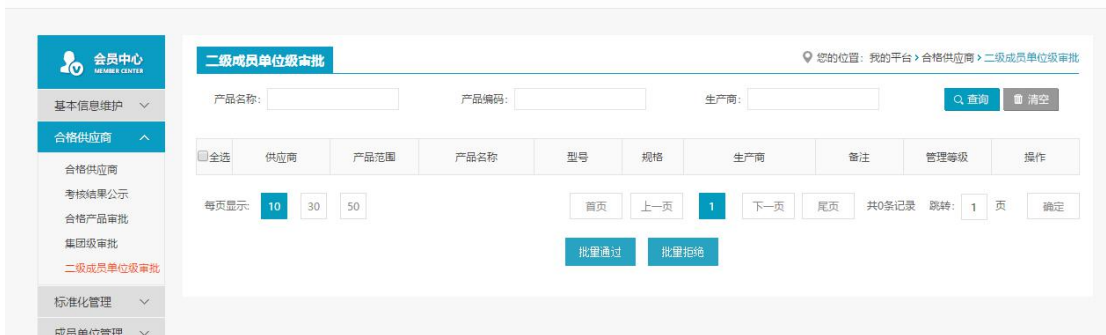 会员中心
MEMBER CENTER
基本信息维护
合格供应商
合格供应商
考核结果公示
合格产品审批
集团级审批
二级成员单位级审批
标准化管理
成员单位管理
二级成员单位级审批
您的位置：我的平台>合格供应商>二级成员单位级审批
产品名称: 产品编码: 生产商: 查询 清空
全选 供应商 产品范围 产品名称 型号 规格 生产商 备注 管理等级 操作
每页显示: 10 30 50 首页 上一页 1 下一页 尾页 共0条记录 跳转: 1 页 确定
批量通过 批量拒绝